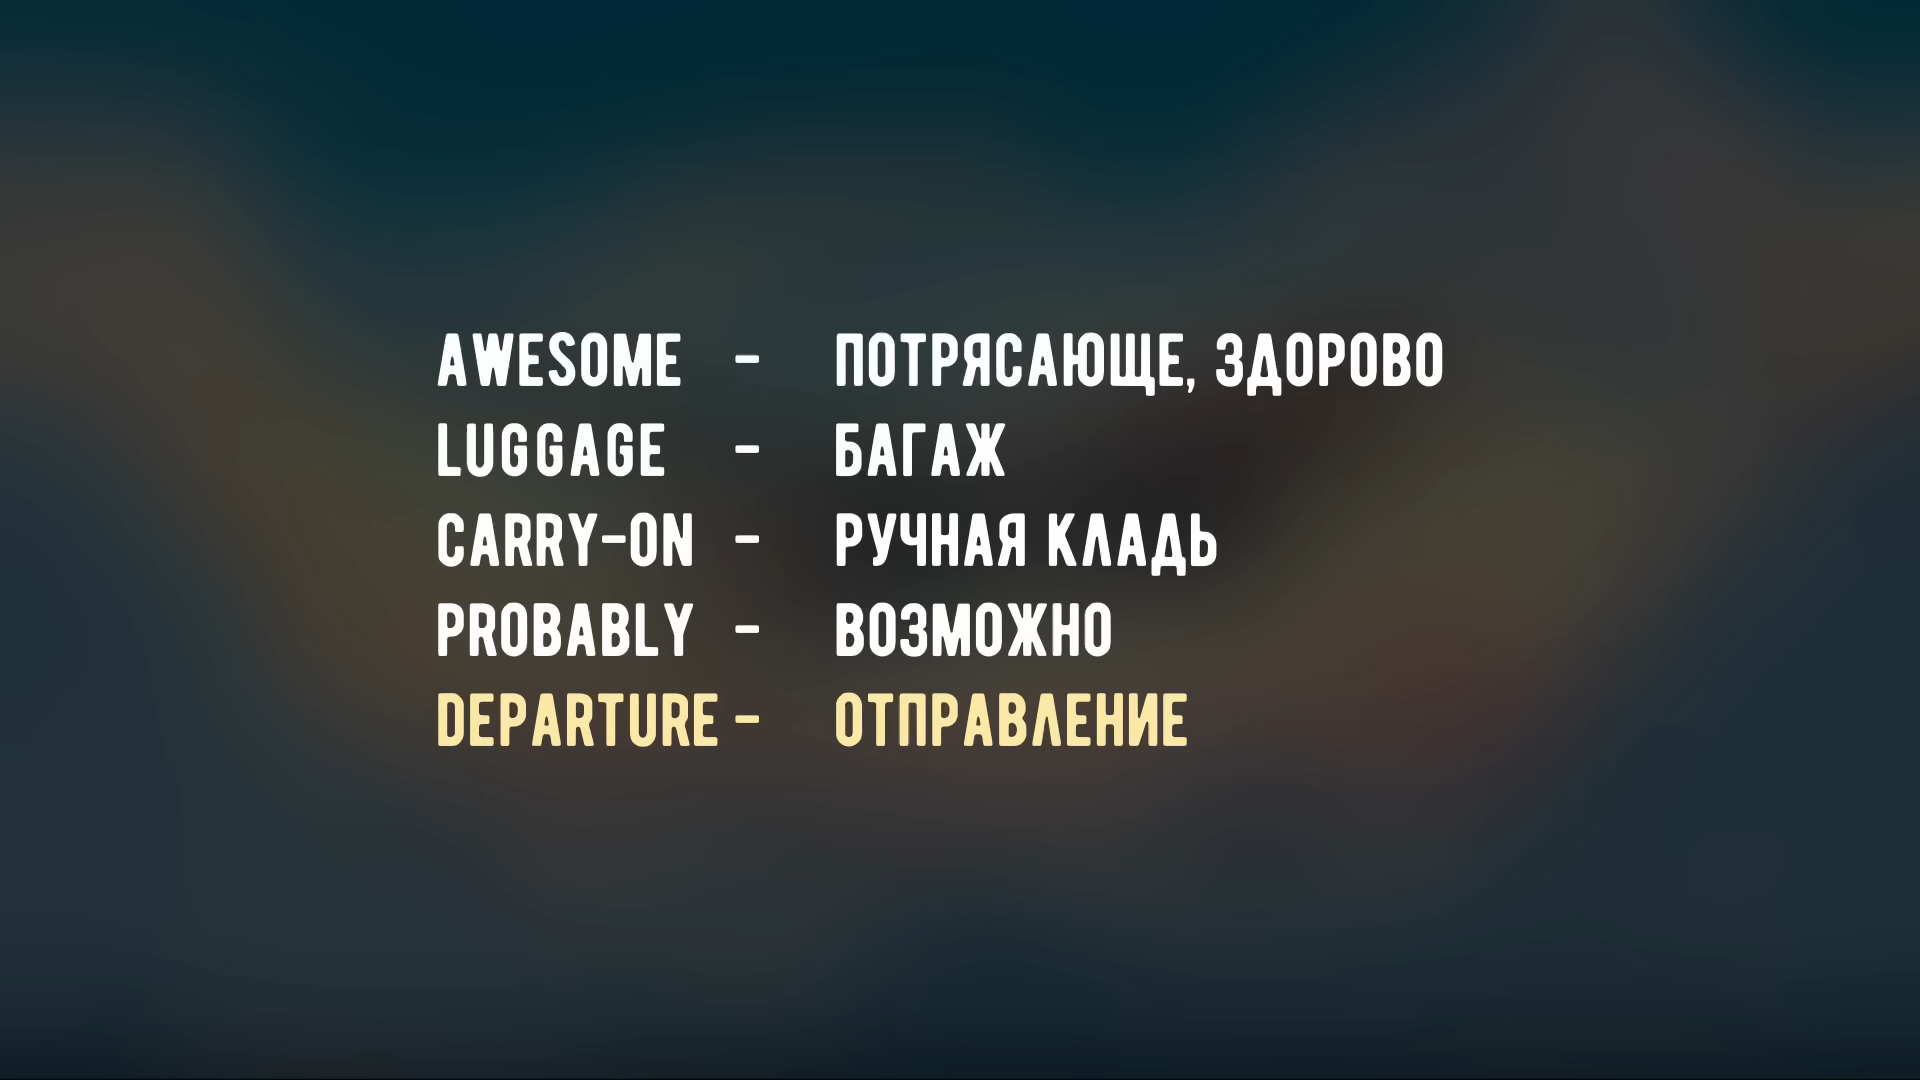 AWESOME - ПОТРЯСАЮЩЕ, ЗДОРОВО
LUGGAGE - БАГАЖ
CARRY-ON - РУЧНАЯ КЛАДЬ
PROBABLY - ВОЗМОЖНО
DEPARTURE - ОТПРАВЛЕНИЕ